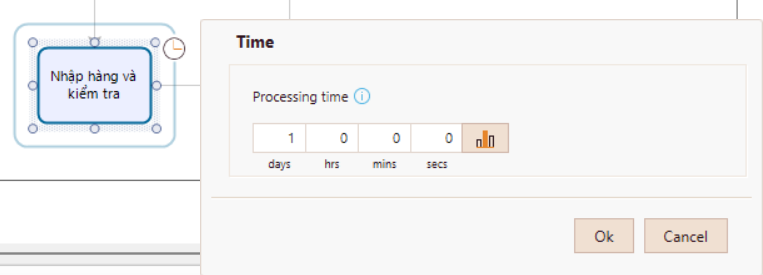 Nhập hàng và
kiểm tra
Time
Processing time
1 0 0 0
days hrs mins secs
Ok Cancel